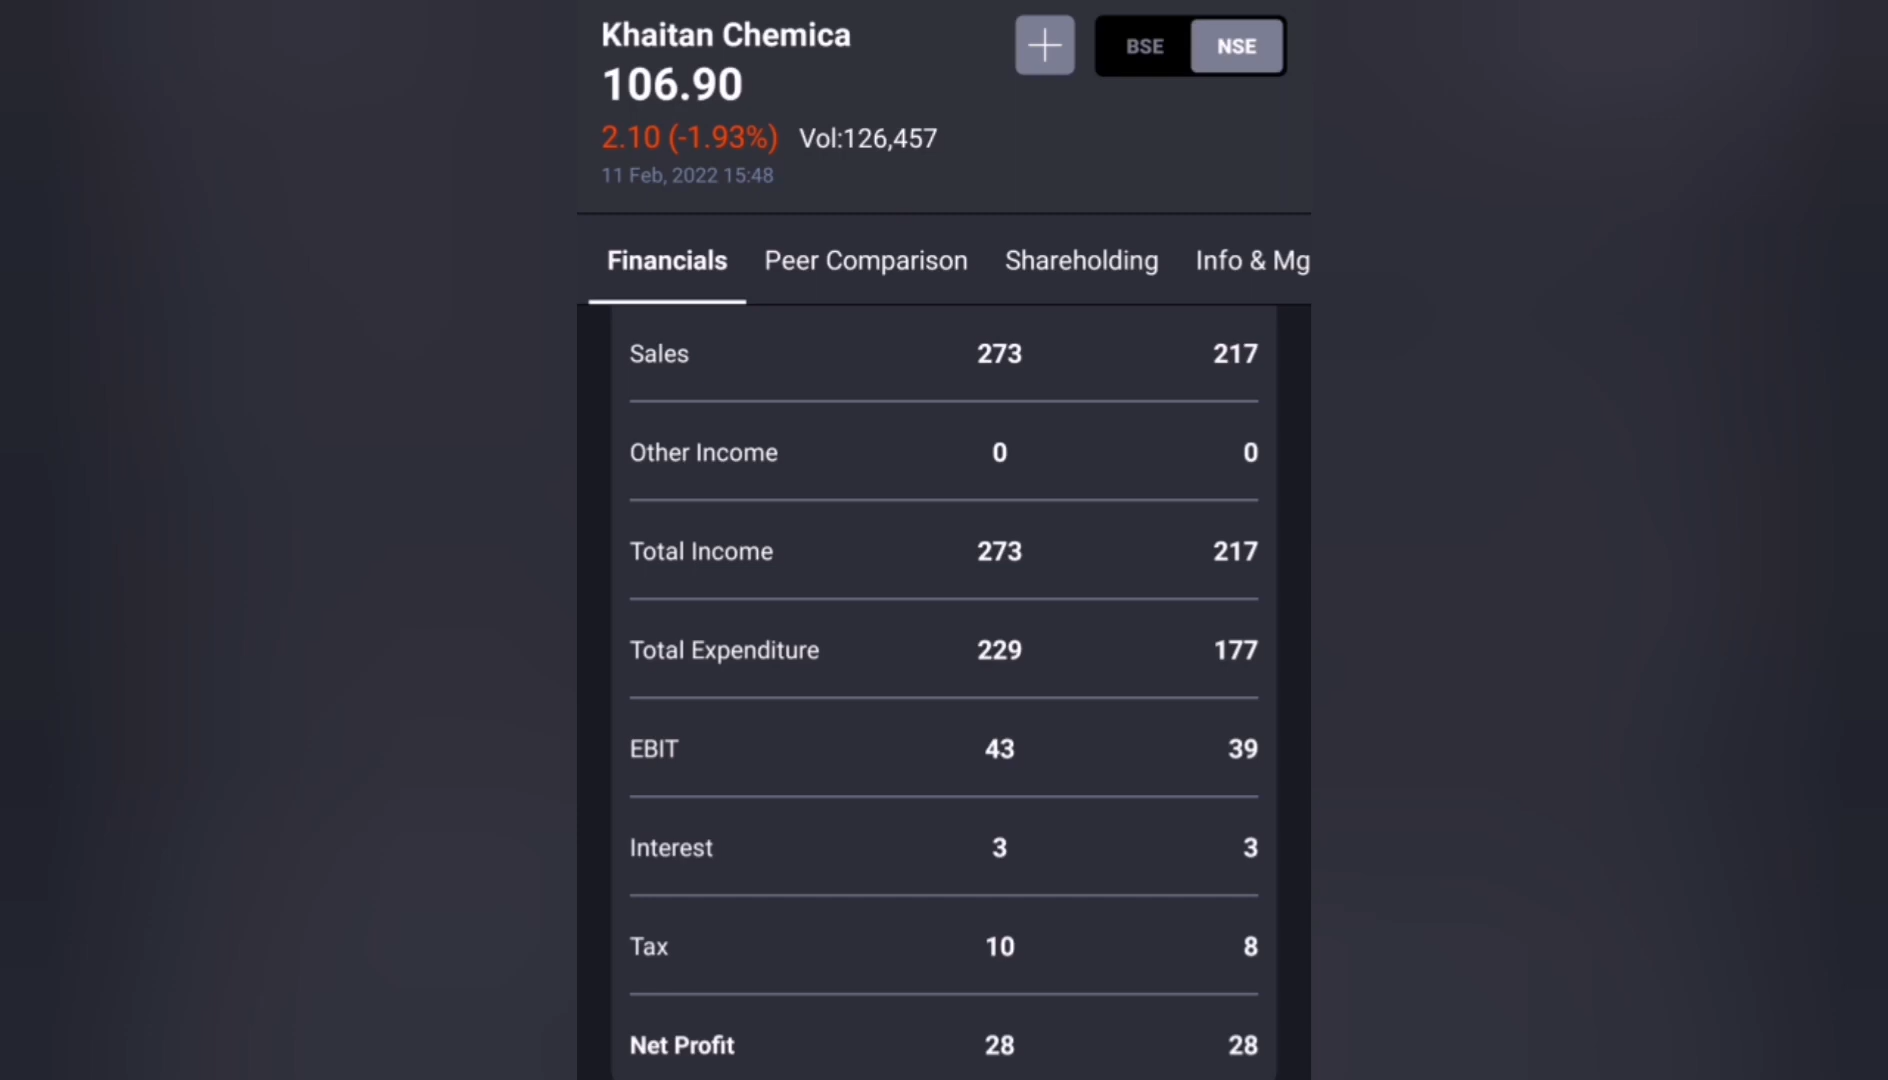 Khaitan Chemica
BSE NSE
106.90
2.10 (-1.93%) Vol:126,457
11 Feb, 2022 15:48
Financials Peer Comparison Shareholding Info & Mg
Sales 273 217
Other Income 0 0
Total Income 273 217
Total Expenditure 229 177
EBIT 43 39
Interest 3 3
Tax 10 8
Net Profit 28 28